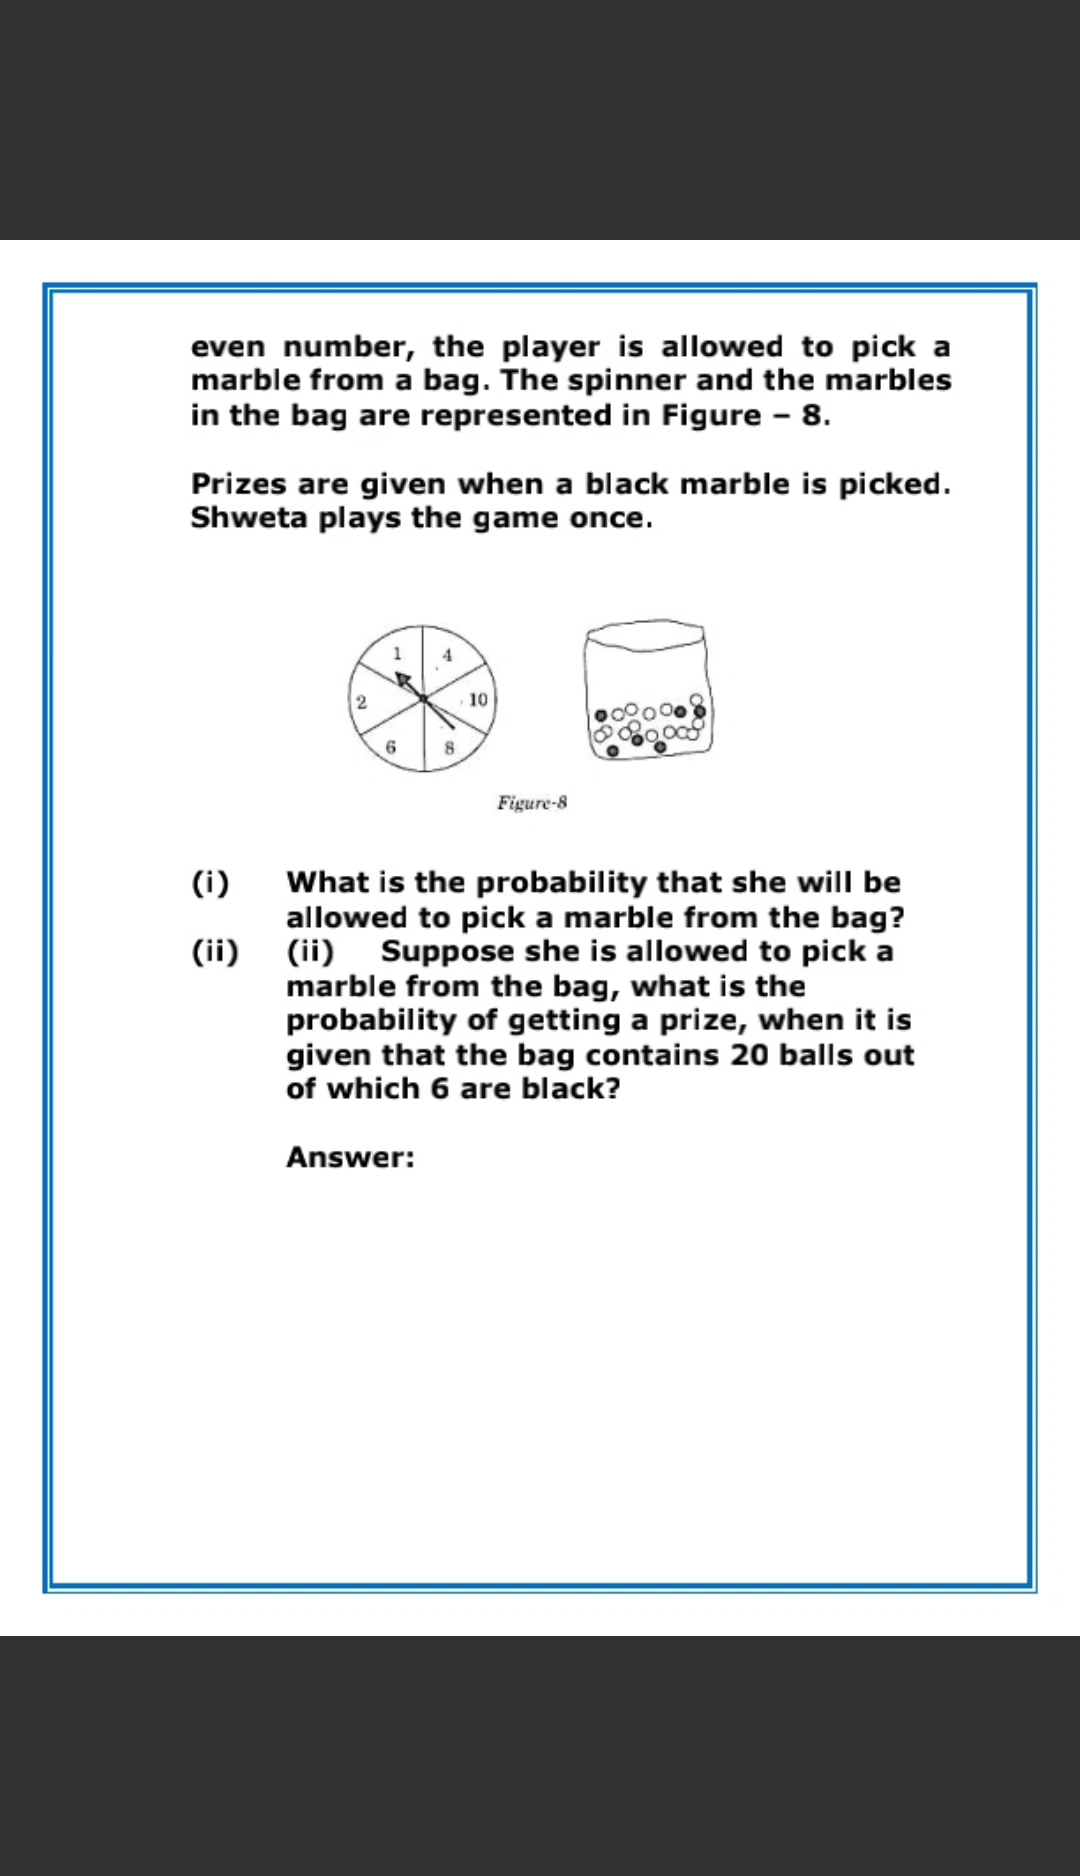 even number, the player is allowed to pick a
marble from a bag. The spinner and the marbles
in the bag are represented in Figure – 8.
Prizes are given when a black marble is picked.
Shweta plays the game once.
1
4
2
10
6
8
Figure-8
(i) What is the probability that she will be
allowed to pick a marble from the bag?
(ii) (ii) Suppose she is allowed to pick a
marble from the bag, what is the
probability of getting a prize, when it is
given that the bag contains 20 balls out
of which 6 are black?
Answer: